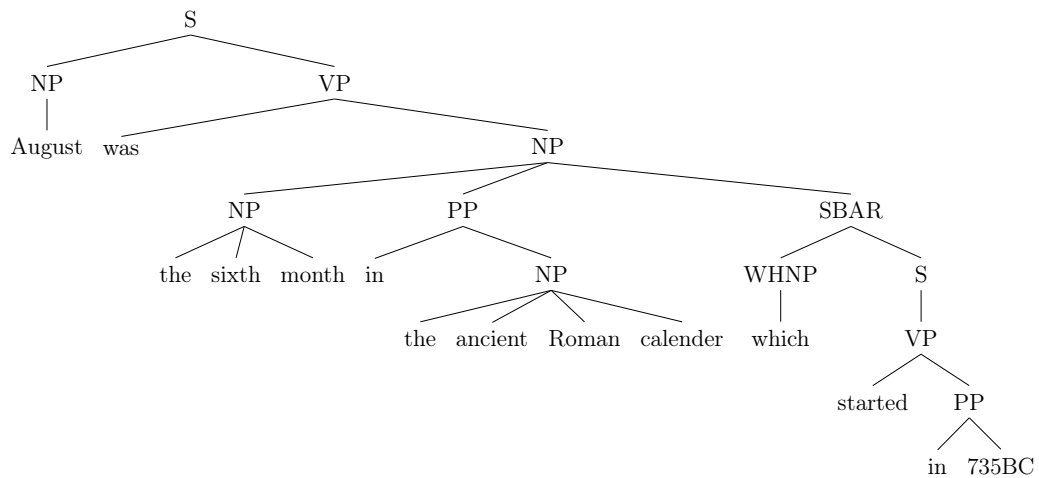 S
NP VP
August was NP
NP PP SBAR
the sixth month in NP WHNP S
the ancient Roman calender which VP
started PP
in 735BC